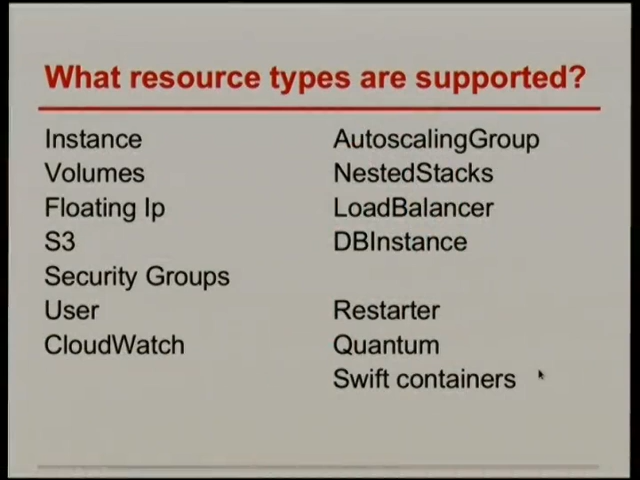 What resource types are supported?
Instance
Volumes
Floating Ip
S3
Security Groups
User
CloudWatch
AutoscalingGroup
NestedStacks
LoadBalancer
DBInstance
Restarter
Quantum
Swift containers